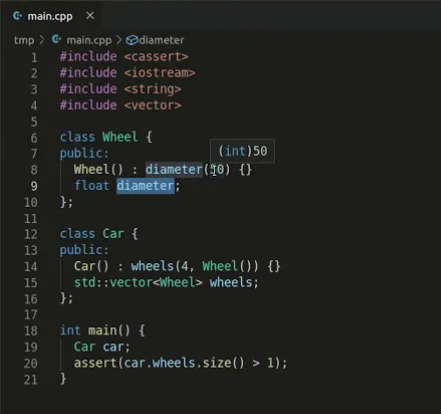 main.cpp ×
tmp > main.cpp > diameter
1 #include <cassert>
2 #include <iostream>
3 #include <string>
4 #include <vector>
5
6 class Wheel {
7 public: (int)50
8   Wheel() : diameter(50) {}
9   float diameter;
10 };
11
12 class Car {
13 public:
14   Car() : wheels(4, Wheel()) {}
15   std::vector<Wheel> wheels;
16 };
17
18 int main() {
19   Car car;
20   assert(car.wheels.size() > 1);
21 }